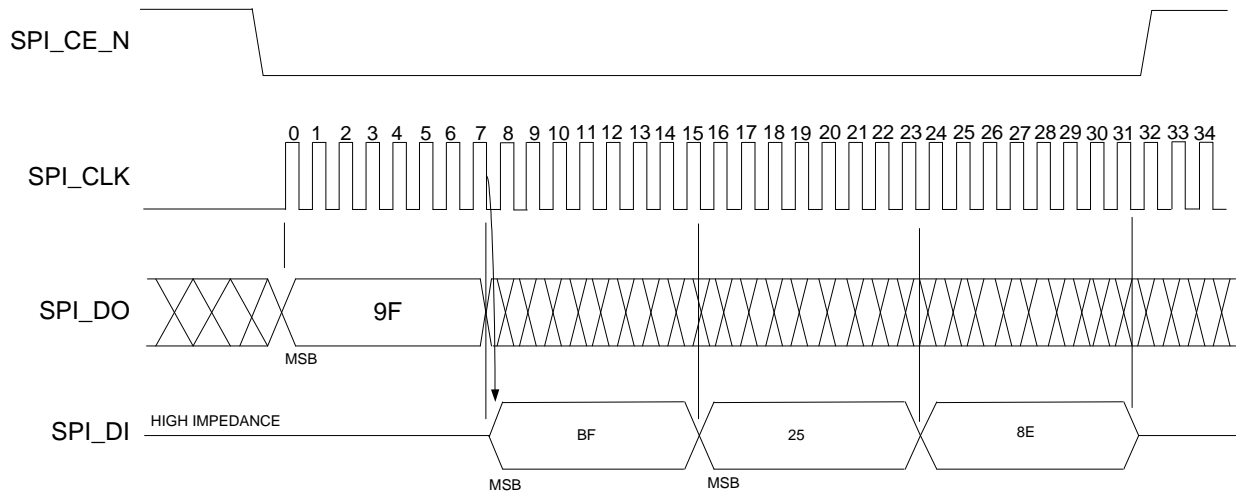 SPI_CE_N
0 1 2 3 4 5 6 7 8 9 10 11 12 13 14 15 16 17 18 19 20 21 22 23 24 25 26 27 28 29 30 31 32 33 34
SPI_CLK
SPI_DO
9F
MSB
HIGH IMPEDANCE
SPI_DI
BF
25
8E
MSB
MSB